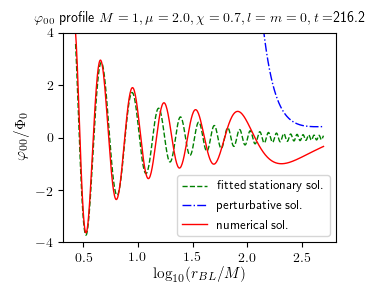 φ₀₀ profile M = 1, μ = 2.0, χ = 0.7, l = m = 0, t =216.2
φ₀₀/Φ₀
4
2
0
−2
−4
fitted stationary sol.
perturbative sol.
numerical sol.
0.5 1.0 1.5 2.0 2.5
log₁₀(r_BL/M)